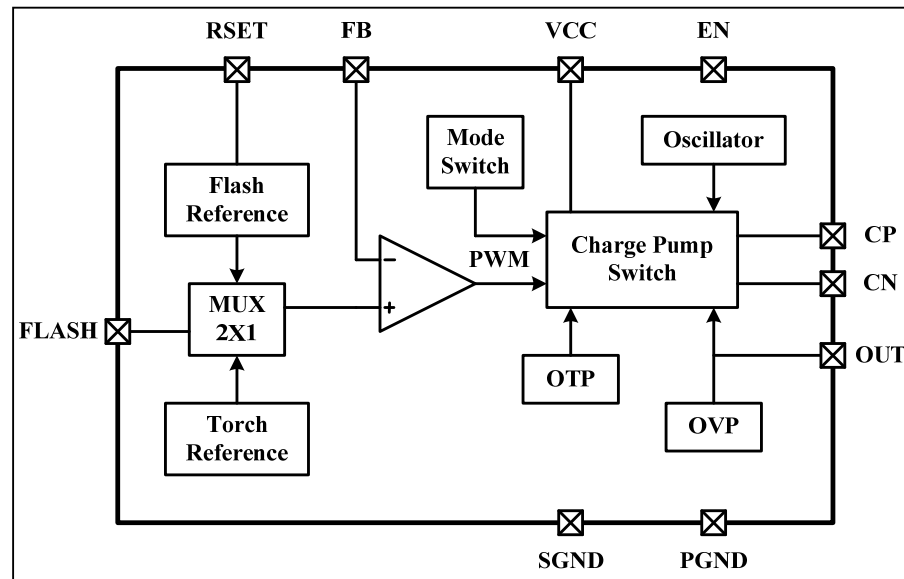 RSET
FB
VCC
EN
Mode
Switch
Oscillator
Flash
Reference
PWM
Charge Pump
Switch
CP
CN
MUX
2X1
FLASH
OUT
OTP
OVP
Torch
Reference
SGND
PGND